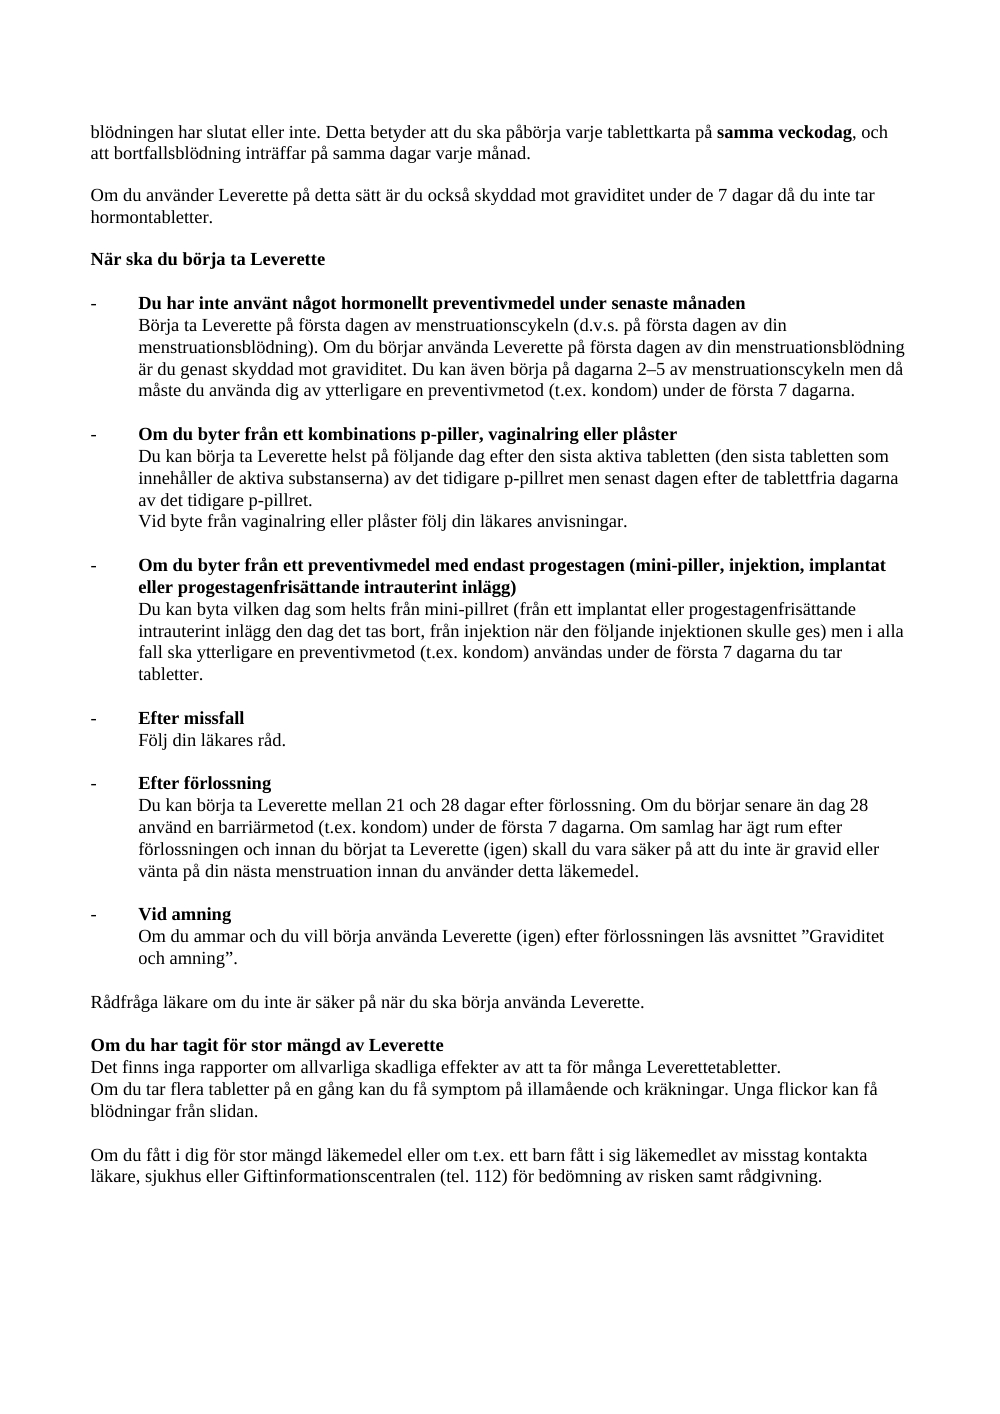 blödningen har slutat eller inte. Detta betyder att du ska påbörja varje tablettkarta på samma veckodag, och
att bortfallsblödning inträffar på samma dagar varje månad.
Om du använder Leverette på detta sätt är du också skyddad mot graviditet under de 7 dagar då du inte tar
hormontabletter.
När ska du börja ta Leverette
- Du har inte använt något hormonellt preventivmedel under senaste månaden
Börja ta Leverette på första dagen av menstruationscykeln (d.v.s. på första dagen av din
menstruationsblödning). Om du börjar använda Leverette på första dagen av din menstruationsblödning
är du genast skyddad mot graviditet. Du kan även börja på dagarna 2–5 av menstruationscykeln men då
måste du använda dig av ytterligare en preventivmetod (t.ex. kondom) under de första 7 dagarna.
- Om du byter från ett kombinations p-piller, vaginalring eller plåster
Du kan börja ta Leverette helst på följande dag efter den sista aktiva tabletten (den sista tabletten som
innehåller de aktiva substanserna) av det tidigare p-pillret men senast dagen efter de tablettfria dagarna
av det tidigare p-pillret.
Vid byte från vaginalring eller plåster följ din läkares anvisningar.
- Om du byter från ett preventivmedel med endast progestagen (mini-piller, injektion, implantat
eller progestagenfrisättande intrauterint inlägg)
Du kan byta vilken dag som helts från mini-pillret (från ett implantat eller progestagenfrisättande
intrauterint inlägg den dag det tas bort, från injektion när den följande injektionen skulle ges) men i alla
fall ska ytterligare en preventivmetod (t.ex. kondom) användas under de första 7 dagarna du tar
tabletter.
- Efter missfall
Följ din läkares råd.
- Efter förlossning
Du kan börja ta Leverette mellan 21 och 28 dagar efter förlossning. Om du börjar senare än dag 28
använd en barriärmetod (t.ex. kondom) under de första 7 dagarna. Om samlag har ägt rum efter
förlossningen och innan du börjat ta Leverette (igen) skall du vara säker på att du inte är gravid eller
vänta på din nästa menstruation innan du använder detta läkemedel.
- Vid amning
Om du ammar och du vill börja använda Leverette (igen) efter förlossningen läs avsnittet ”Graviditet
och amning”.
Rådfråga läkare om du inte är säker på när du ska börja använda Leverette.
Om du har tagit för stor mängd av Leverette
Det finns inga rapporter om allvarliga skadliga effekter av att ta för många Leverettetabletter.
Om du tar flera tabletter på en gång kan du få symptom på illamående och kräkningar. Unga flickor kan få
blödningar från slidan.
Om du fått i dig för stor mängd läkemedel eller om t.ex. ett barn fått i sig läkemedlet av misstag kontakta
läkare, sjukhus eller Giftinformationscentralen (tel. 112) för bedömning av risken samt rådgivning.